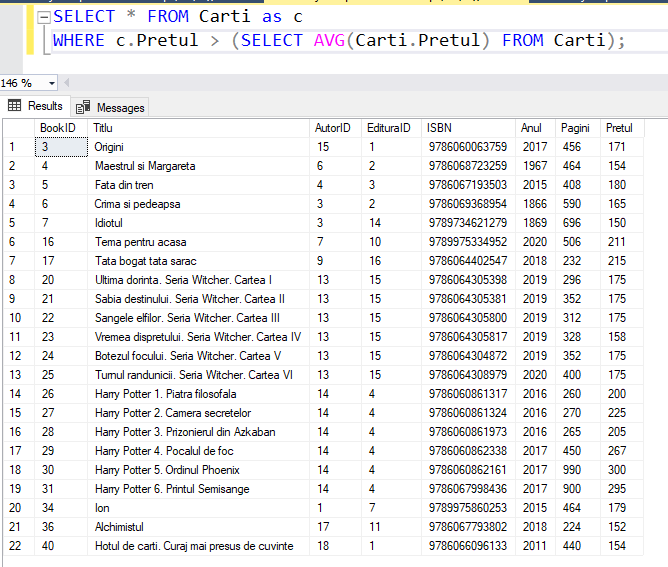 SELECT * FROM Carti as c
WHERE c.Pretul > (SELECT AVG(Carti.Pretul) FROM Carti);
146 %
Results Messages
BookID Titlu AutorID EdituraID ISBN Anul Pagini Pretul
1 3 Origini 15 1 9786060063759 2017 456 171
2 4 Maestrul si Margareta 6 2 9786068723259 1967 464 154
3 5 Fata din tren 4 3 9786067193503 2015 408 180
4 6 Crima si pedeapsa 3 2 9786069368954 1866 590 165
5 7 Idiotul 3 14 9789734621279 1869 696 150
6 16 Tema pentru acasa 7 10 9789975334952 2020 506 211
7 17 Tata bogat tata sarac 9 16 9786064402547 2018 232 215
8 20 Ultima dorinta. Seria Witcher. Cartea I 13 15 9786064305398 2019 296 175
9 21 Sabia destinului. Seria Witcher. Cartea II 13 15 9786064305381 2019 352 175
10 22 Sangele elfilor. Seria Witcher. Cartea III 13 15 9786064305800 2019 312 175
11 23 Vremea dispretului. Seria Witcher. Cartea IV 13 15 9786064305817 2019 328 158
12 24 Botezul focului. Seria Witcher. Cartea V 13 15 9786064304872 2019 352 175
13 25 Turnul randunicii. Seria Witcher. Cartea VI 13 15 9786064308979 2020 400 175
14 26 Harry Potter 1. Piatra filosofala 14 4 9786060861317 2016 260 200
15 27 Harry Potter 2. Camera secretelor 14 4 9786060861324 2016 270 225
16 28 Harry Potter 3. Prizonierul din Azkaban 14 4 9786060861973 2016 265 205
17 29 Harry Potter 4. Pocalul de foc 14 4 9786060862338 2017 450 267
18 30 Harry Potter 5. Ordinul Phoenix 14 4 9786060862161 2017 990 300
19 31 Harry Potter 6. Printul Semisange 14 4 9786067998436 2017 900 295
20 34 Ion 1 7 9789975860253 2015 464 179
21 36 Alchimistul 17 11 9786067793802 2018 224 152
22 40 Hotul de carti. Curaj mai presus de cuvinte 18 1 9786066096133 2011 440 154